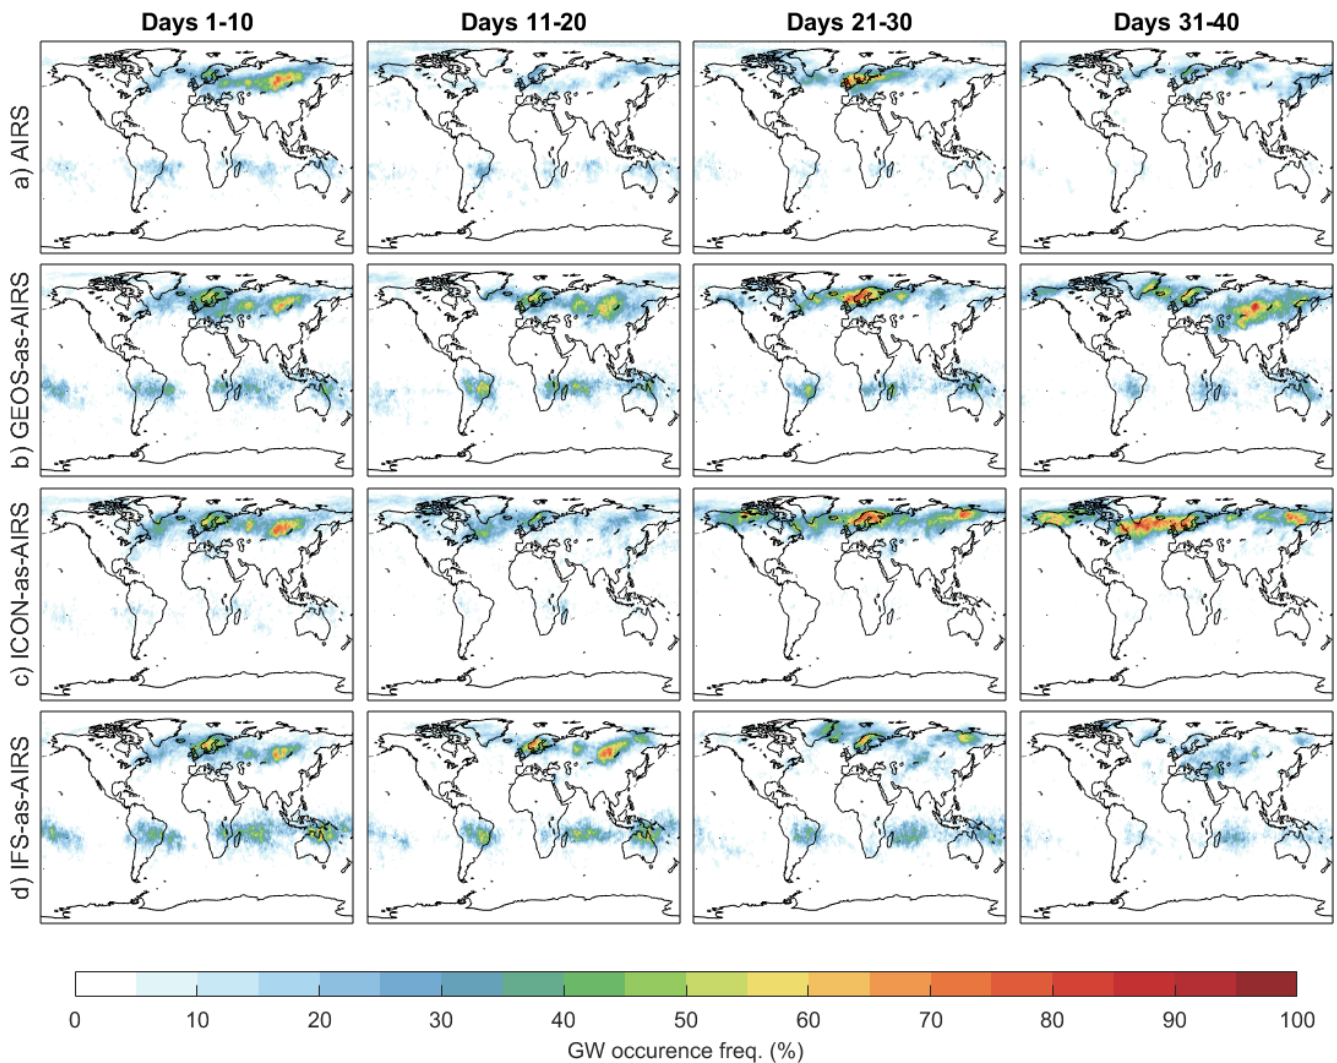 Days 1-10 Days 11-20 Days 21-30 Days 31-40
a) AIRS
b) GEOS-as-AIRS
c) ICON-as-AIRS
d) IFS-as-AIRS
0 10 20 30 40 50 60 70 80 90 100
GW occurence freq. (%)